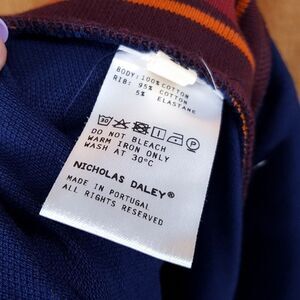 BODY: 100% COTTON
RIB: 95% COTTON
5% ELASTANE
30
DO NOT BLEACH
WARM IRON ONLY
WASH AT 30°C
NICHOLAS DALEY®
MADE IN PORTUGAL
ALL RIGHTS RESERVED